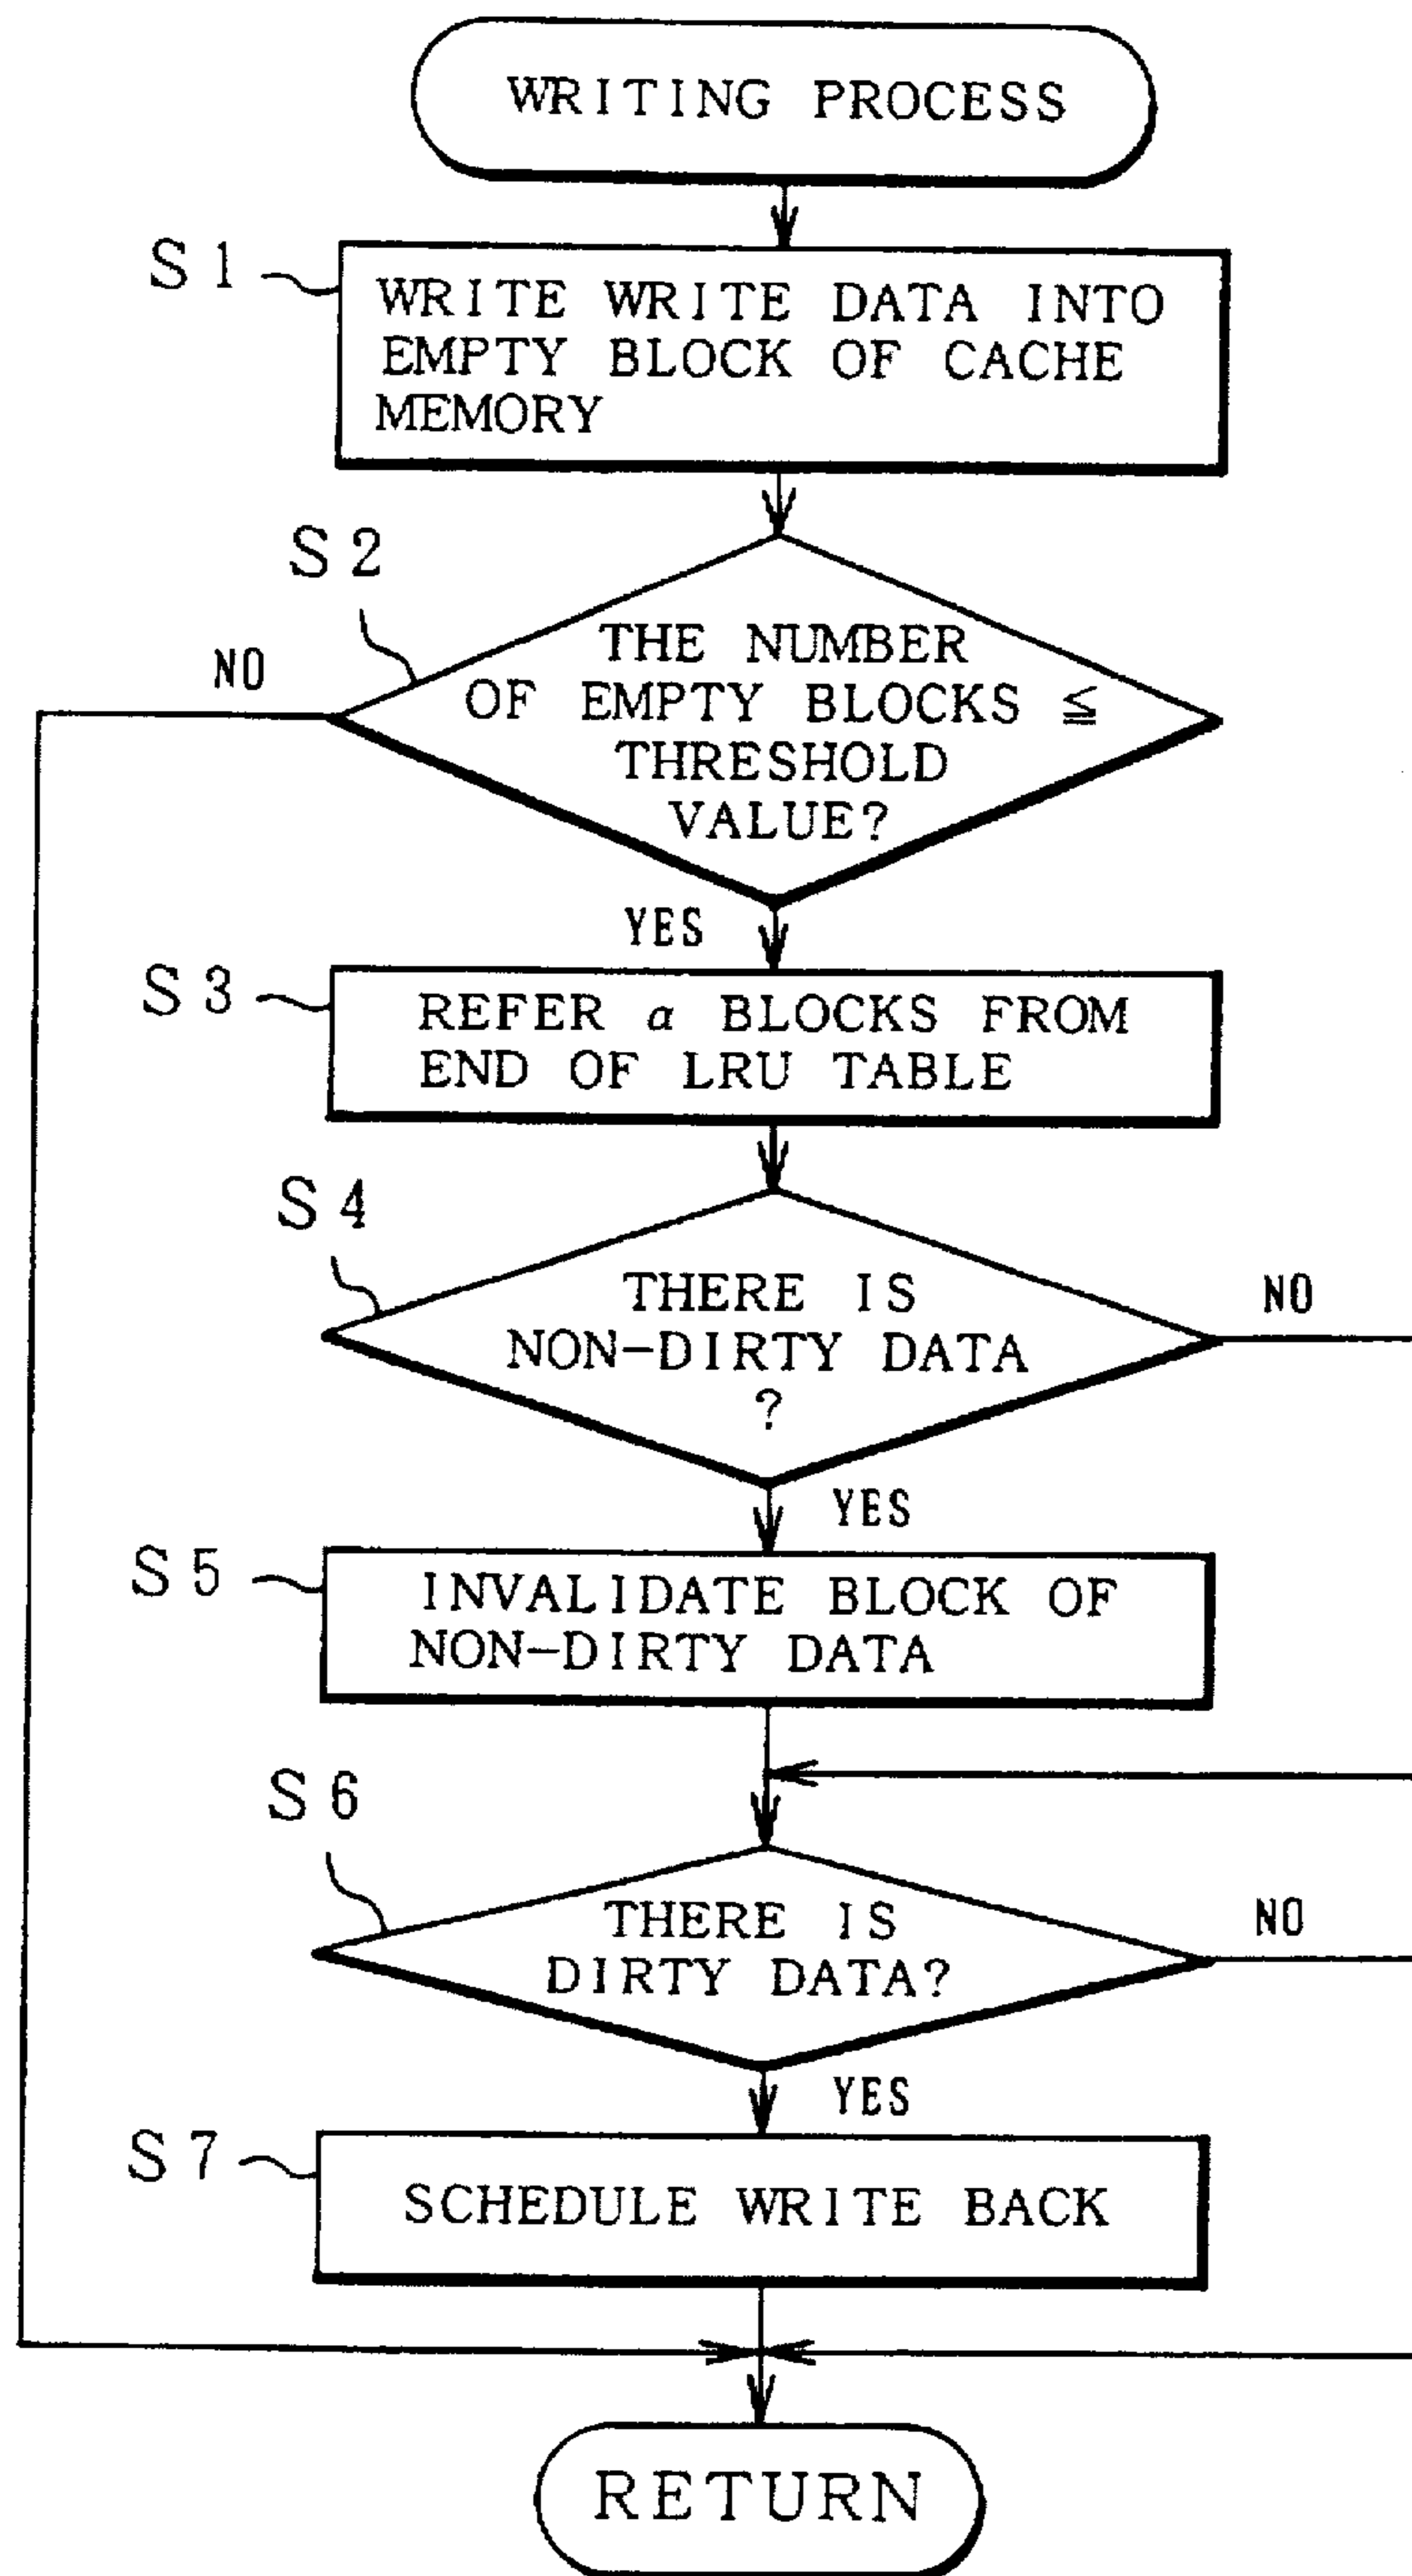 WRITING PROCESS
S1
WRITE WRITE DATA INTO
EMPTY BLOCK OF CACHE
MEMORY
S2
NO
THE NUMBER
OF EMPTY BLOCKS ≦
THRESHOLD
VALUE?
YES
S3
REFER α BLOCKS FROM
END OF LRU TABLE
S4
THERE IS
NON-DIRTY DATA
?
NO
YES
S5
INVALIDATE BLOCK OF
NON-DIRTY DATA
S6
THERE IS
DIRTY DATA?
NO
YES
S7
SCHEDULE WRITE BACK
RETURN